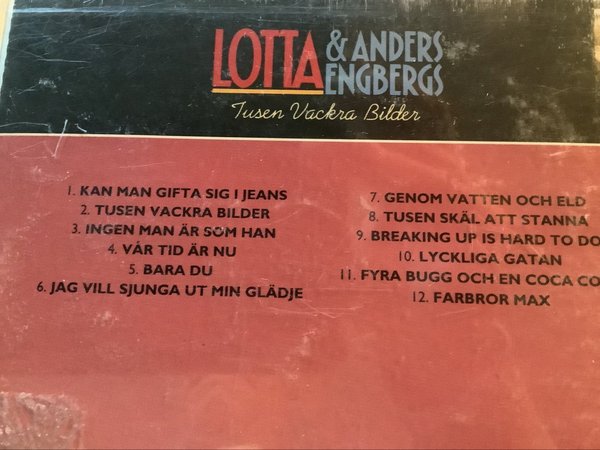 LOTTA & ANDERS
ENGBERGS
Tusen Vackra Bilder
1. KAN MAN GIFTA SIG I JEANS
2. TUSEN VACKRA BILDER
3. INGEN MAN ÄR SOM HAN
4. VÅR TID ÄR NU
5. BARA DU
6. JAG VILL SJUNGA UT MIN GLÄDJE
7. GENOM VATTEN OCH ELD
8. TUSEN SKÄL ATT STANNA
9. BREAKING UP IS HARD TO DO
10. LYCKLIGA GATAN
11. FYRA BUGG OCH EN COCA CO
12. FARBROR MAX